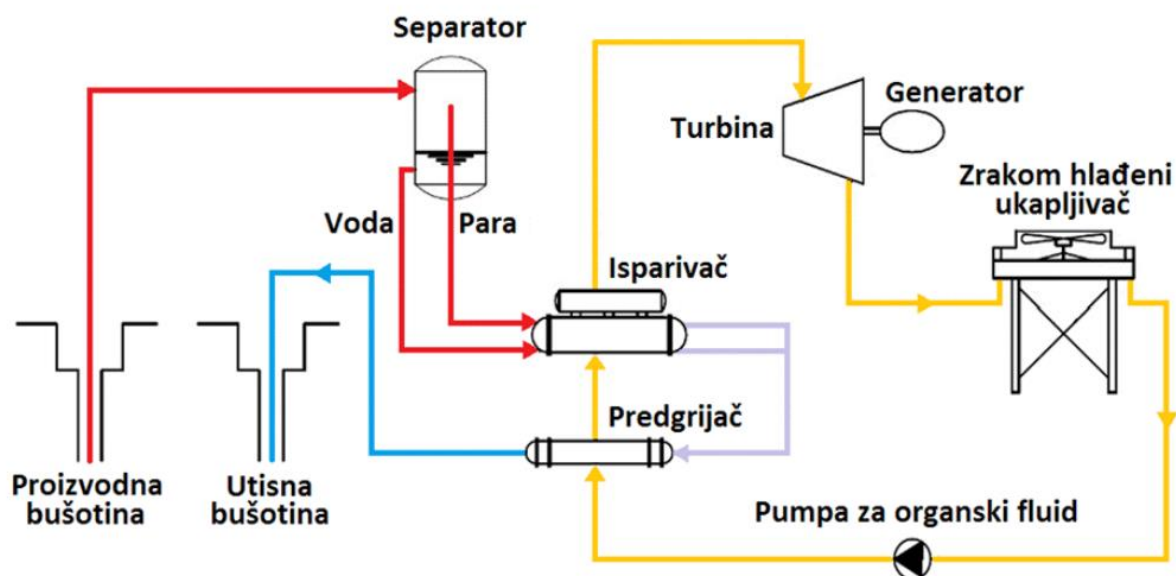 Separator
Turbina
Generator
Zrakom hlađeni
ukapljivač
Voda
Para
Isparivač
Predgrijač
Proizvodna
bušotina
Utisna
bušotina
Pumpa za organski fluid